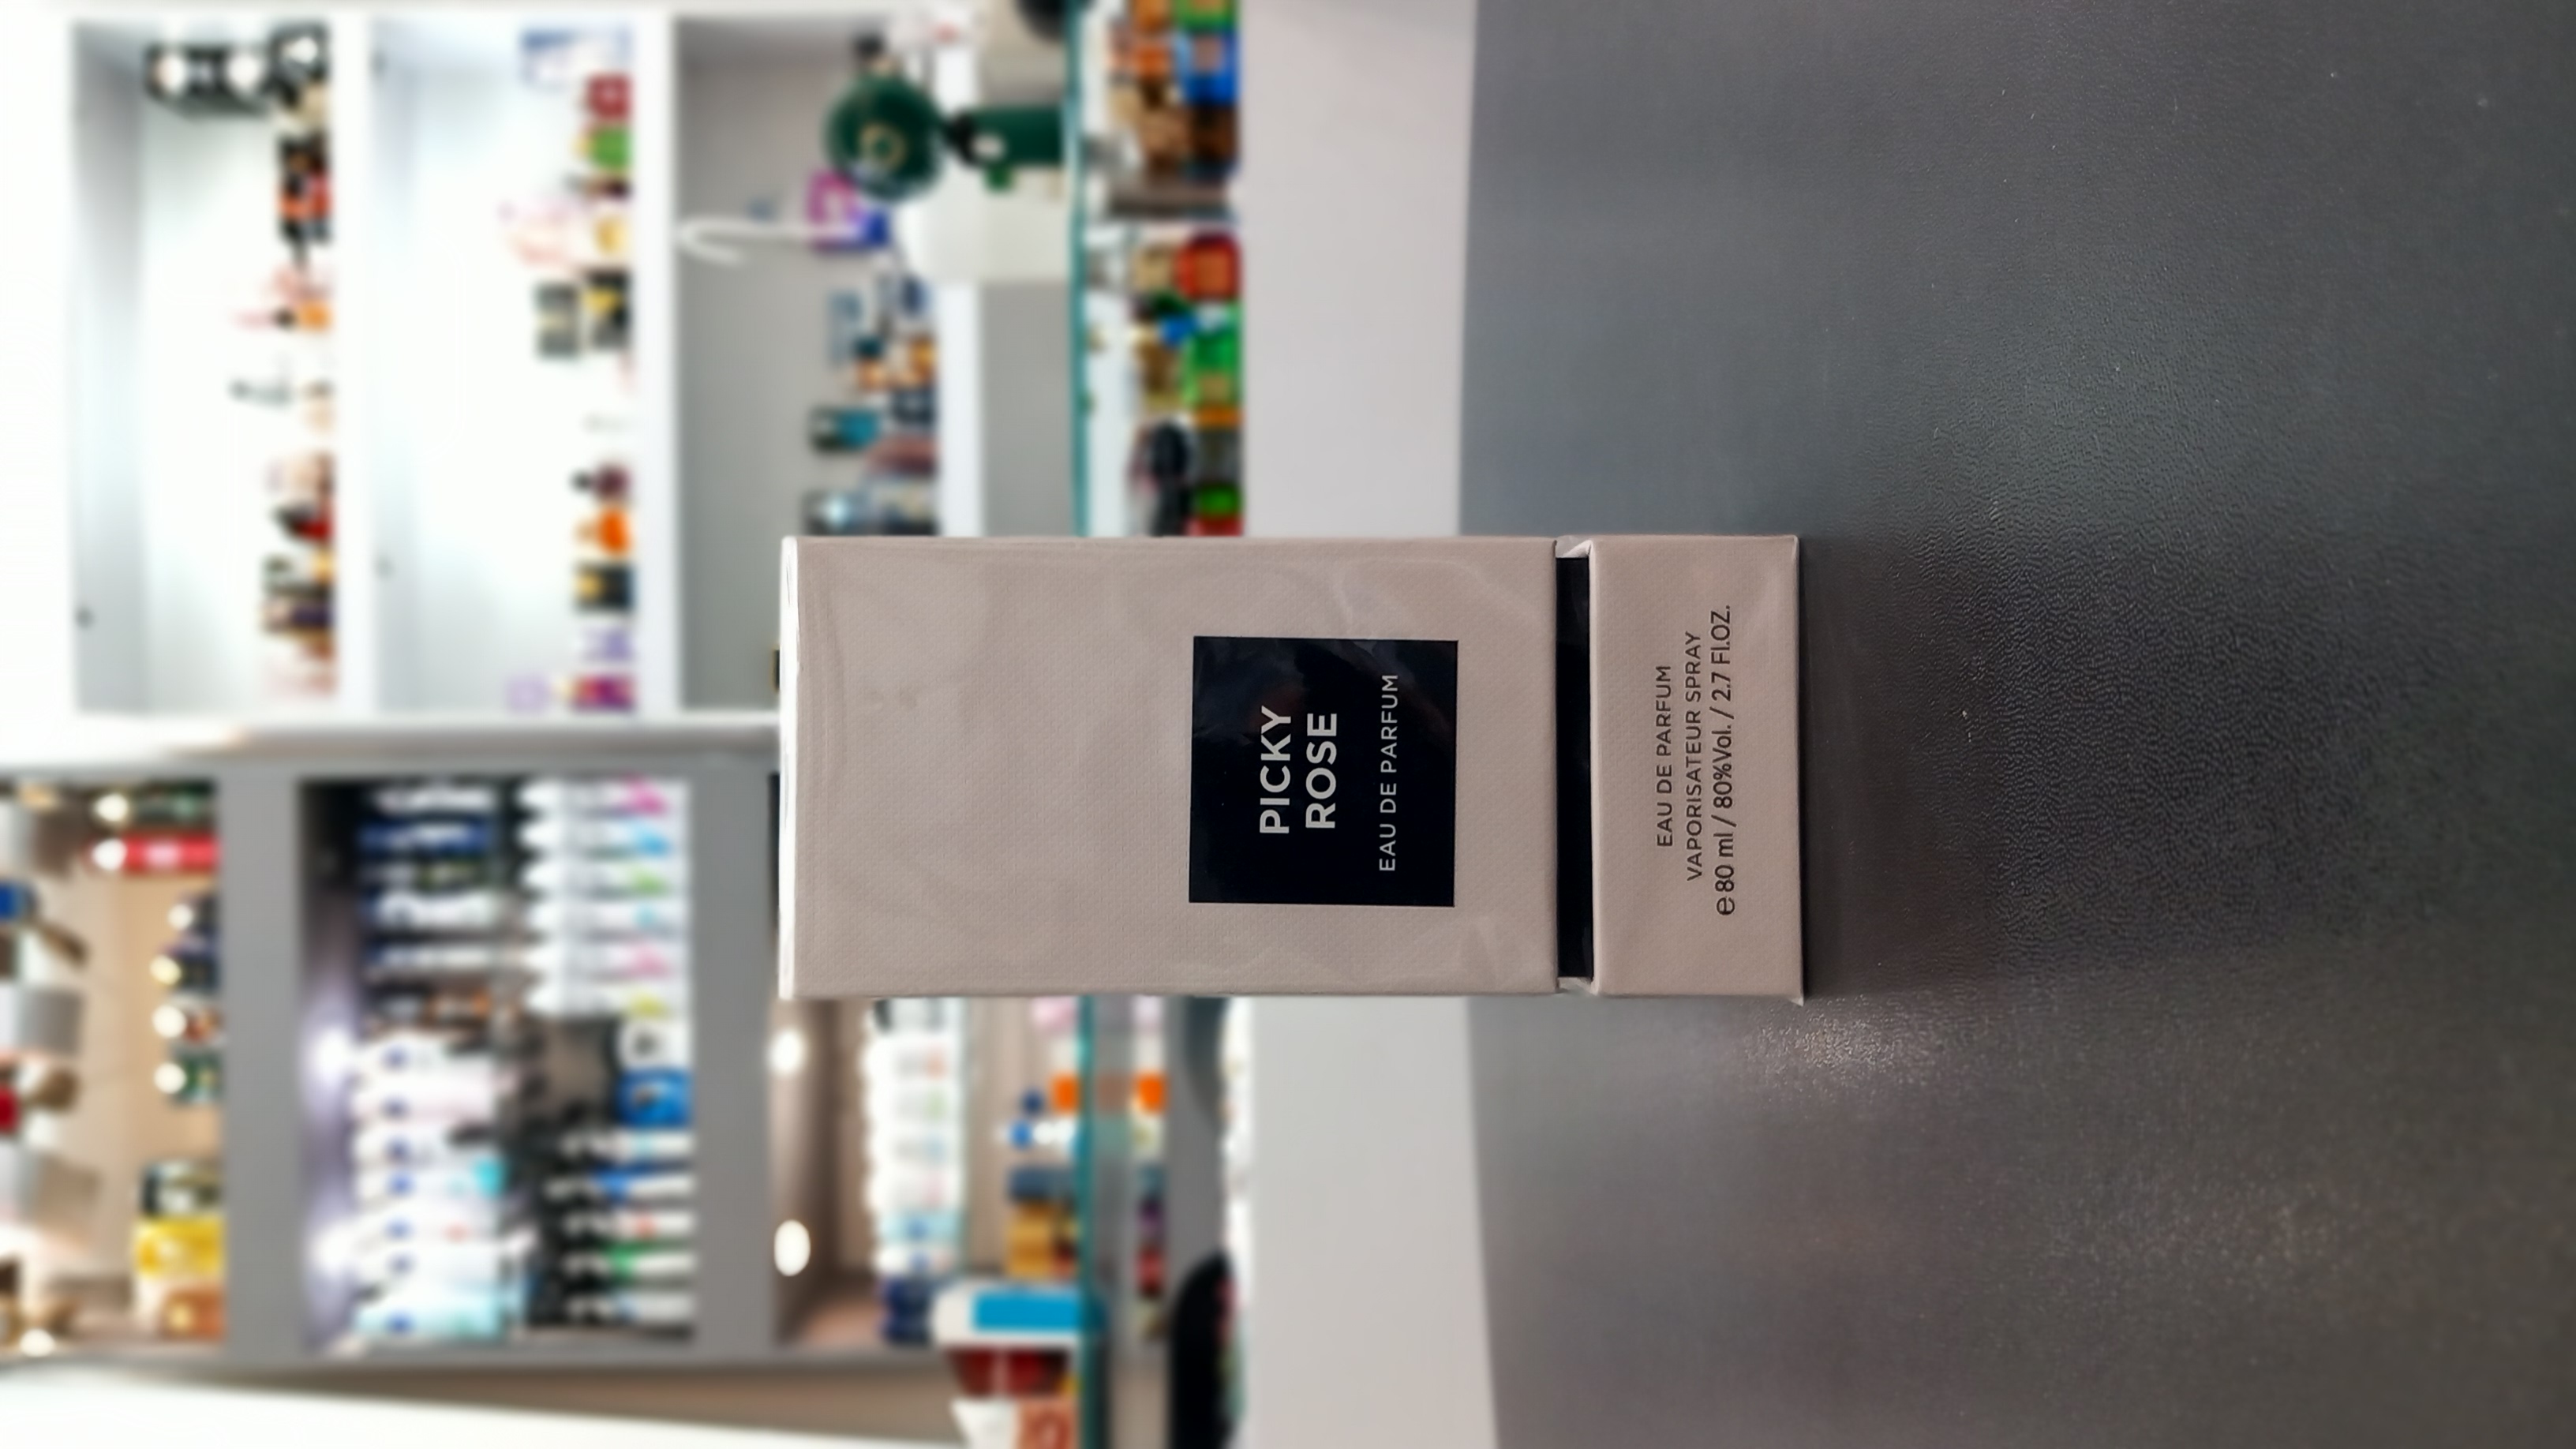 PICKY
ROSE
EAU DE PARFUM
EAU DE PARFUM
VAPORISATEUR SPRAY
℮ 80 ml / 80%Vol. / 2.7 Fl.OZ.